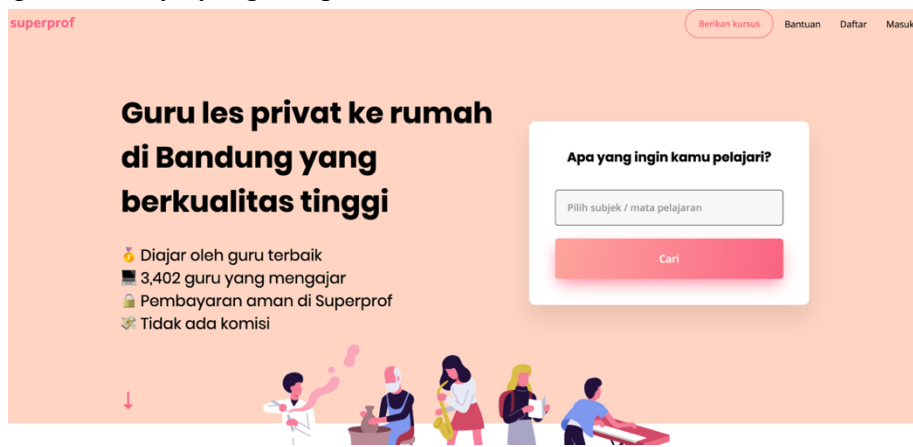 superprof
Berikan kursus
Bantuan
Daftar
Masuk
Guru les privat ke rumah
di Bandung yang
berkualitas tinggi
Diajar oleh guru terbaik
3,402 guru yang mengajar
Pembayaran aman di Superprof
Tidak ada komisi
Apa yang ingin kamu pelajari?
Pilih subjek / mata pelajaran
Cari